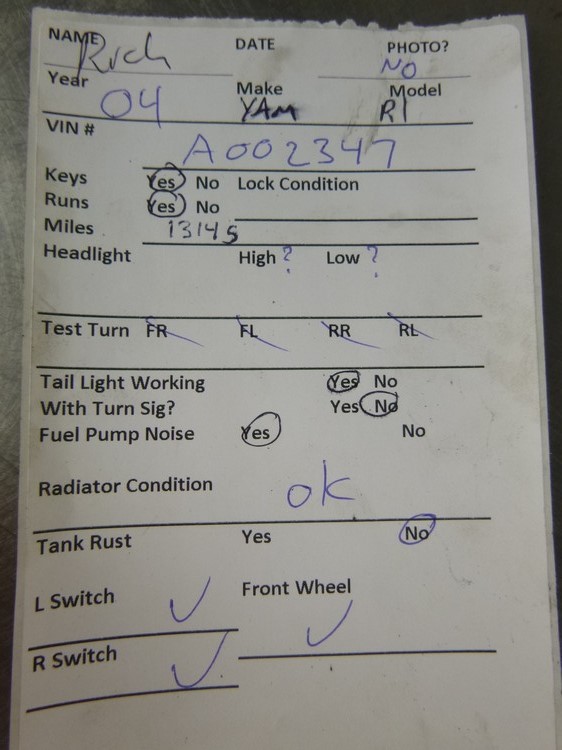 NAME Rich DATE PHOTO? NO
Year 04 Make YAM Model R1
VIN # A002347
Keys Yes No Lock Condition
Runs Yes No
Miles 13145
Headlight High ? Low ?
Test Turn FR FL RR RL
Tail Light Working Yes No
With Turn Sig? Yes No
Fuel Pump Noise Yes No
Radiator Condition ok
Tank Rust Yes No
L Switch Front Wheel
R Switch